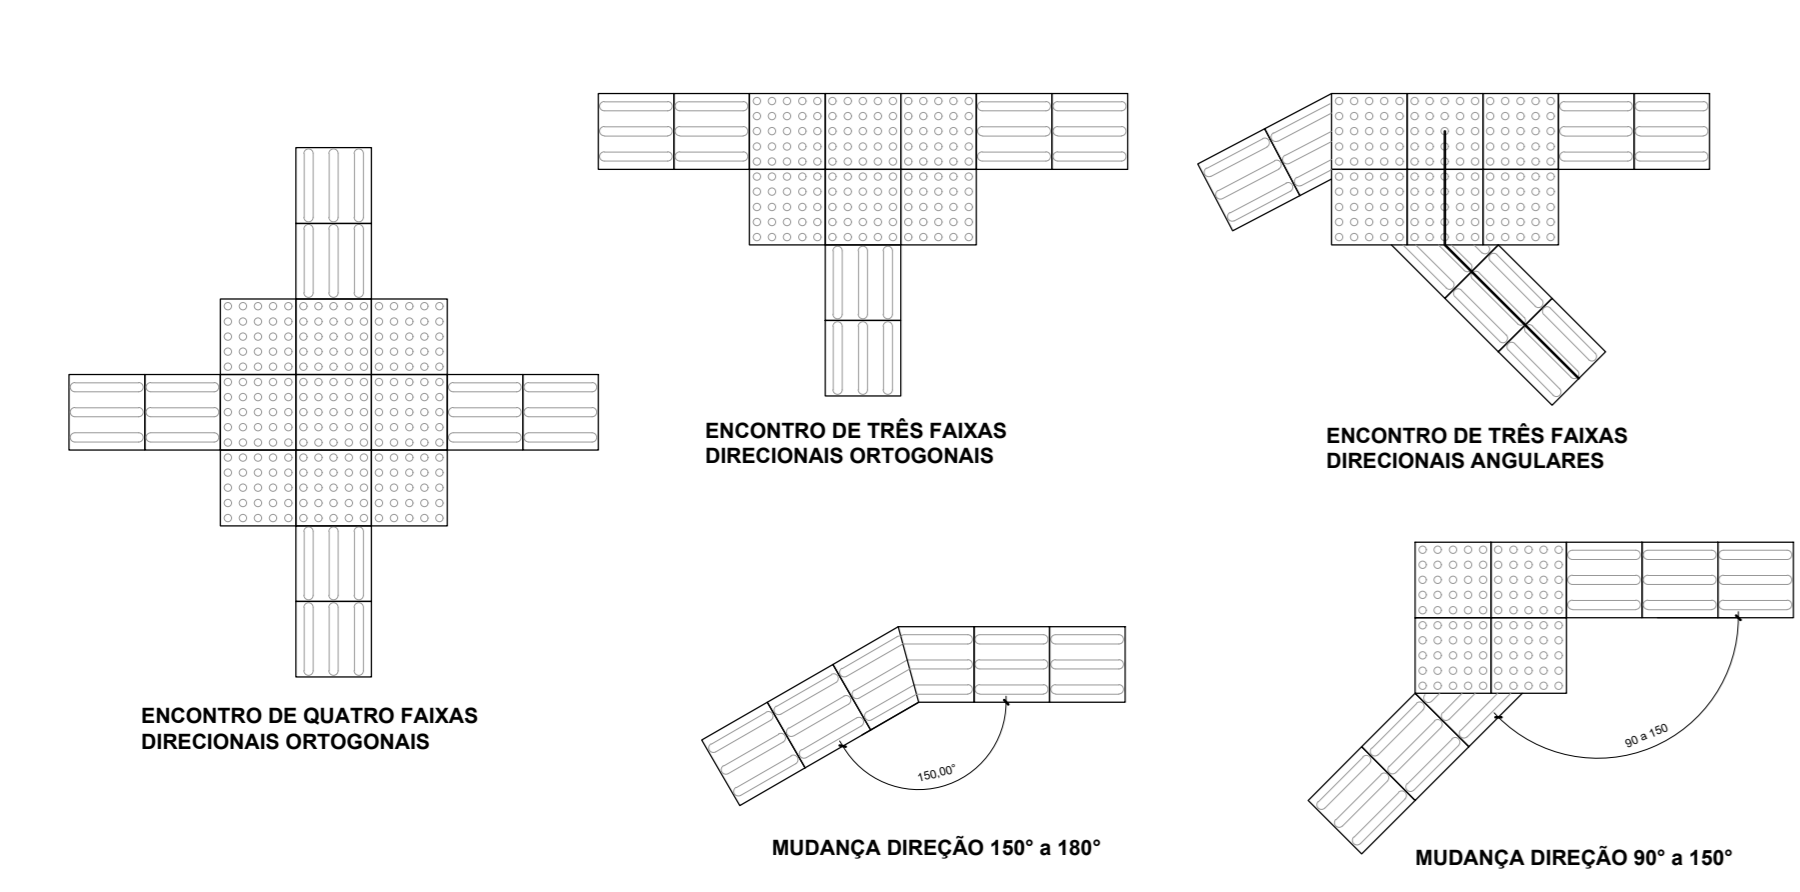 ENCONTRO DE TRÊS FAIXAS
DIRECIONAIS ORTOGONAIS
ENCONTRO DE TRÊS FAIXAS
DIRECIONAIS ANGULARES
ENCONTRO DE QUATRO FAIXAS
DIRECIONAIS ORTOGONAIS
150,00°
MUDANÇA DIREÇÃO 150° a 180°
90 a 150
MUDANÇA DIREÇÃO 90° a 150°